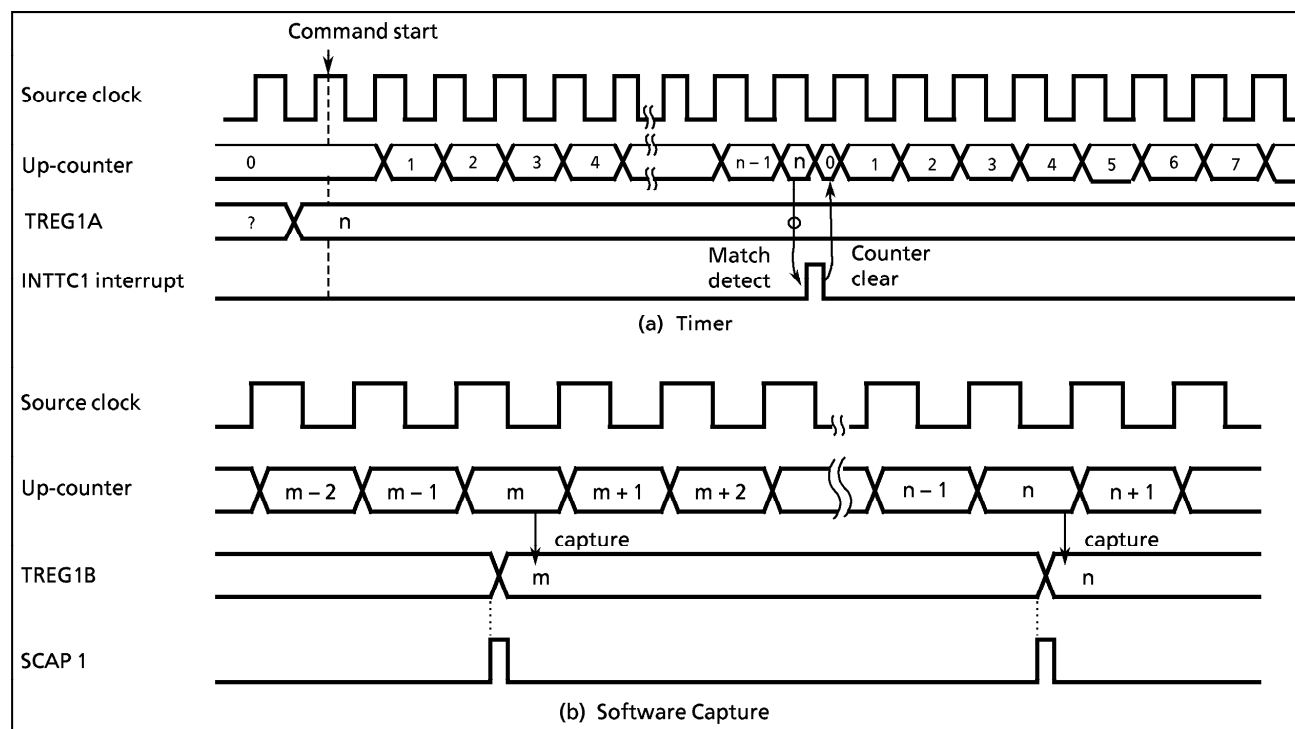 Command start
Source clock
Up-counter 0 1 2 3 4 n – 1 n 0 1 2 3 4 5 6 7
TREG1A ? n
Match detect
Counter clear
INTTC1 interrupt
(a) Timer
Source clock
Up-counter m – 2 m – 1 m m + 1 m + 2 n – 1 n n + 1
capture capture
TREG1B m n
SCAP 1
(b) Software Capture